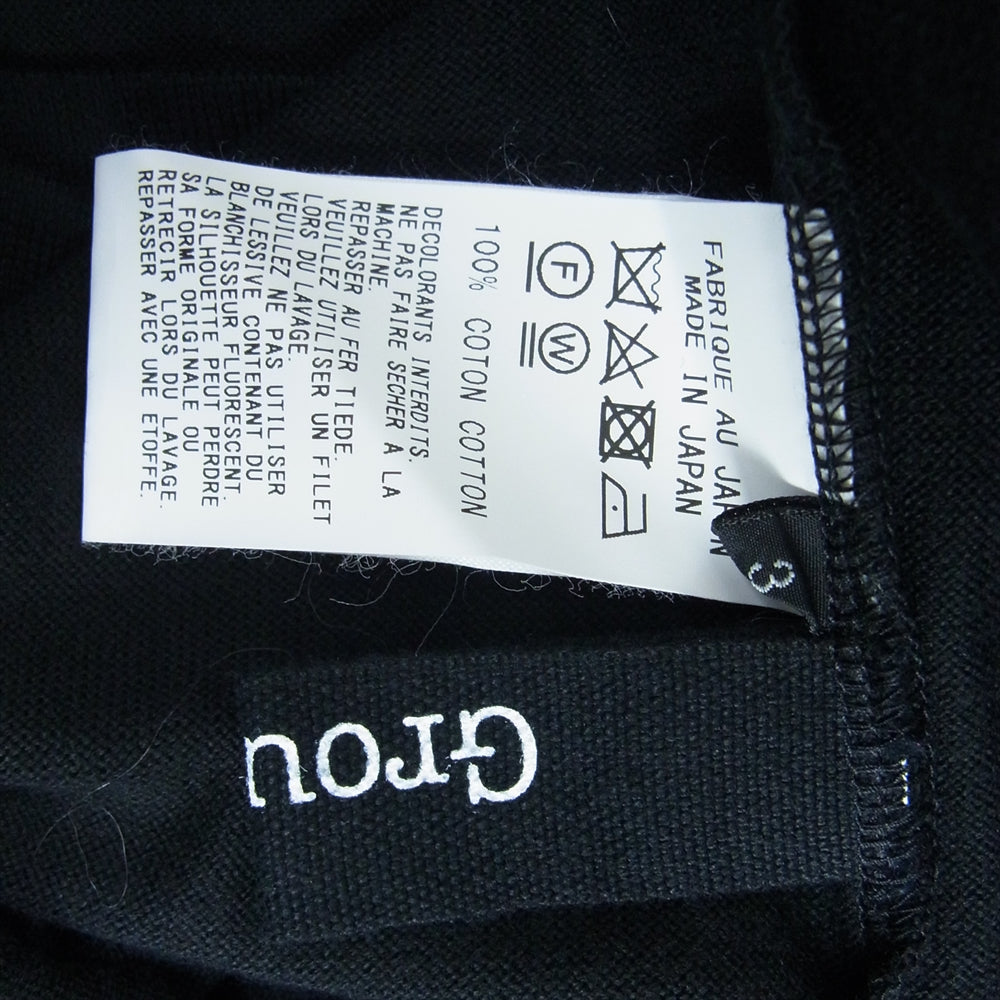 FABRIQUE AU JAPON
MADE IN JAPAN
F W
100% COTON COTTON
DECOLORANTS INTERDITS.
NE PAS FAIRE SECHER A LA
MACHINE.
REPASSER AU FER TIEDE.
VEUILLEZ UTILISER UN FILET
LORS DU LAVAGE.
VEUILLEZ NE PAS UTILISER
DE LESSIVE CONTENANT DU
BLANCHISSEUR FLUORESCENT.
LA SILHOUETTE PEUT PERDRE
SA FORME ORIGINALE OU
RETRECIR LORS DU LAVAGE.
REPASSER AVEC UNE ETOFFE.
3
Grou